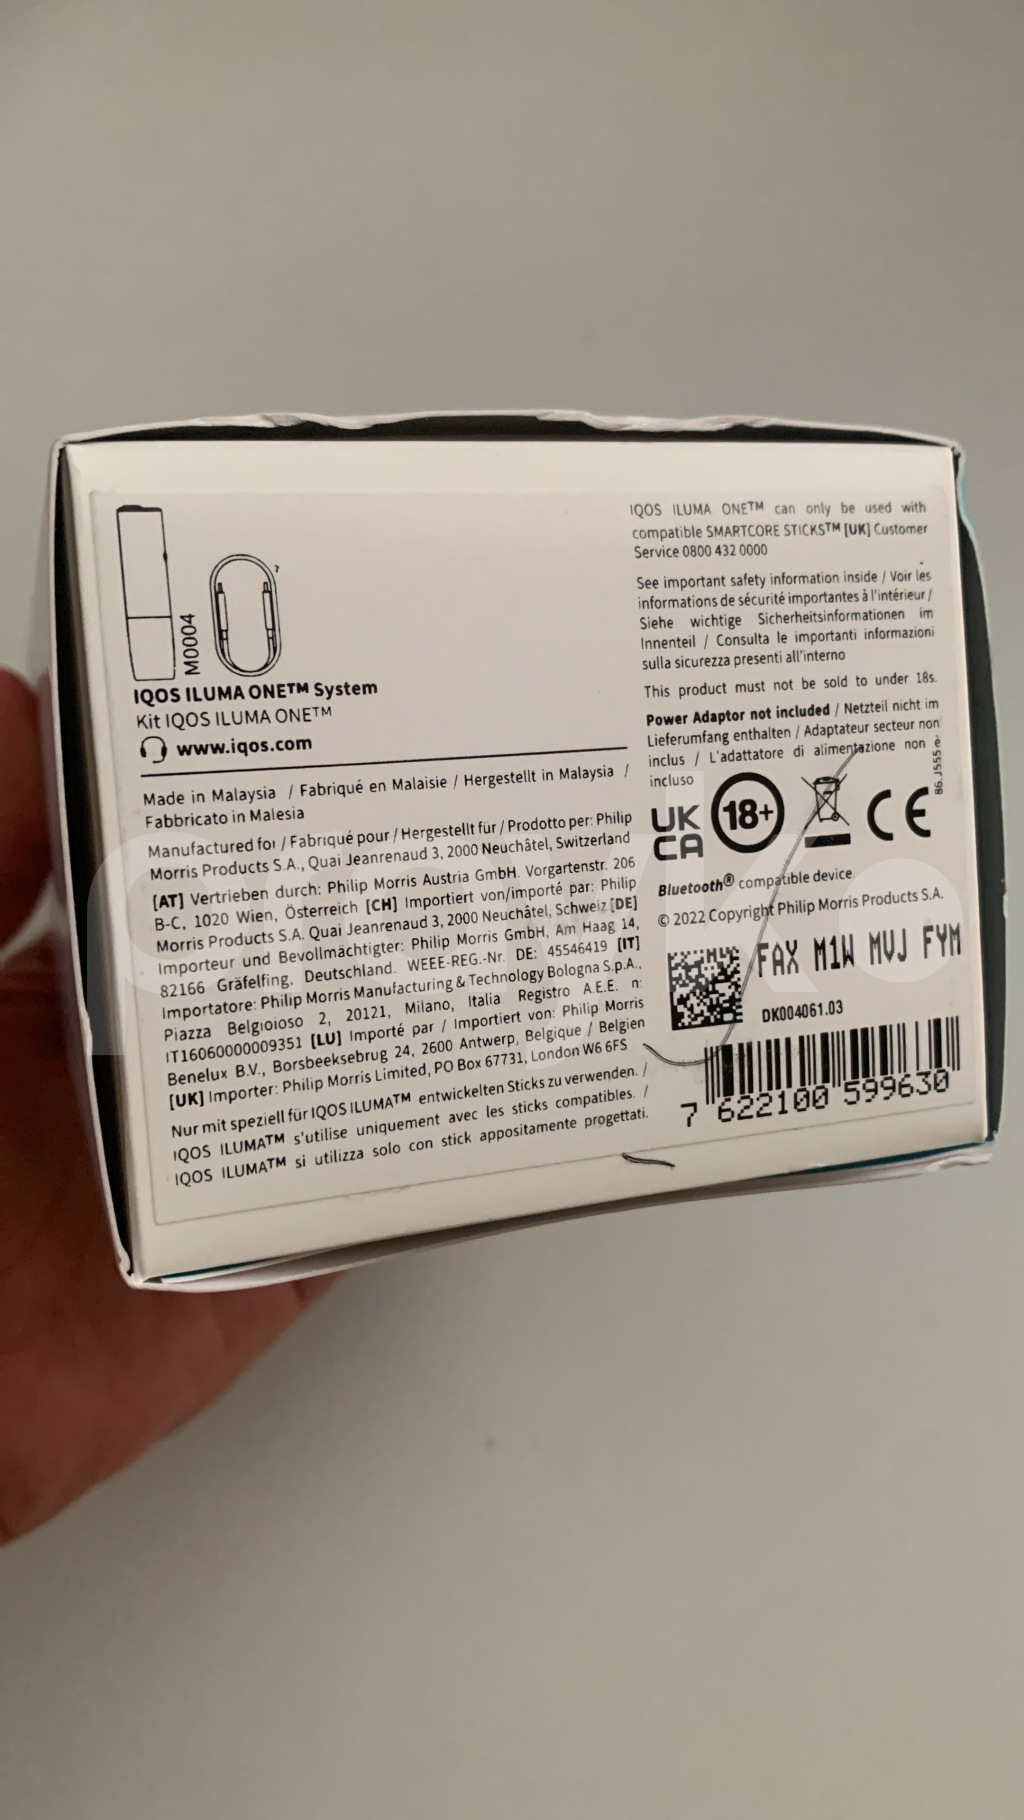 M0004
IQOS ILUMA ONE™ System
Kit IQOS ILUMA ONE™
www.iqos.com
Made in Malaysia / Fabriqué en Malaisie / Hergestellt in Malaysia /
Fabbricato in Malesia
Manufactured for / Fabriqué pour / Hergestellt für / Prodotto per: Philip
Morris Products S.A., Quai Jeanrenaud 3, 2000 Neuchâtel, Switzerland
[AT] Vertrieben durch: Philip Morris Austria GmbH. Vorgartenstr. 206
B-C, 1020 Wien, Österreich [CH] Importiert von/importé par: Philip
Morris Products S.A. Quai Jeanrenaud 3, 2000 Neuchâtel, Schweiz [DE]
Importeur und Bevollmächtigter: Philip Morris GmbH, Am Haag 14,
82166 Gräfelfing, Deutschland. WEEE-REG.-Nr. DE: 45546419 [IT]
Importatore: Philip Morris Manufacturing & Technology Bologna S.p.A.,
Piazza Belgioioso 2, 20121, Milano, Italia Registro A.E.E. n:
IT16060000009351 [LU] Importé par / Importiert von: Philip Morris
Benelux B.V., Borsbeeksebrug 24, 2600 Antwerp, Belgique / Belgien
[UK] Importer: Philip Morris Limited, PO Box 67731, London W6 6FS
Nur mit speziell für IQOS ILUMA™ entwickelten Sticks zu verwenden. /
IQOS ILUMA™ s'utilise uniquement avec les sticks compatibles. /
IQOS ILUMA™ si utilizza solo con stick appositamente progettati.
IQOS ILUMA ONE™ can only be used with
compatible SMARTCORE STICKS™ [UK] Customer
Service 0800 432 0000
See important safety information inside / Voir les
informations de sécurité importantes à l'intérieur /
Siehe wichtige Sicherheitsinformationen im
Innenteil / Consulta le importanti informazioni
sulla sicurezza presenti all'interno
This product must not be sold to under 18s.
Power Adaptor not included / Netzteil nicht im
Lieferumfang enthalten / Adaptateur secteur non
inclus / L'adattatore di alimentazione non è
incluso
86.J555
UK
CA
18+
CE
Bluetooth® compatible device
© 2022 Copyright Philip Morris Products S.A.
FAX M1W MVJ FYM
DK004061.03
7 622100 599630